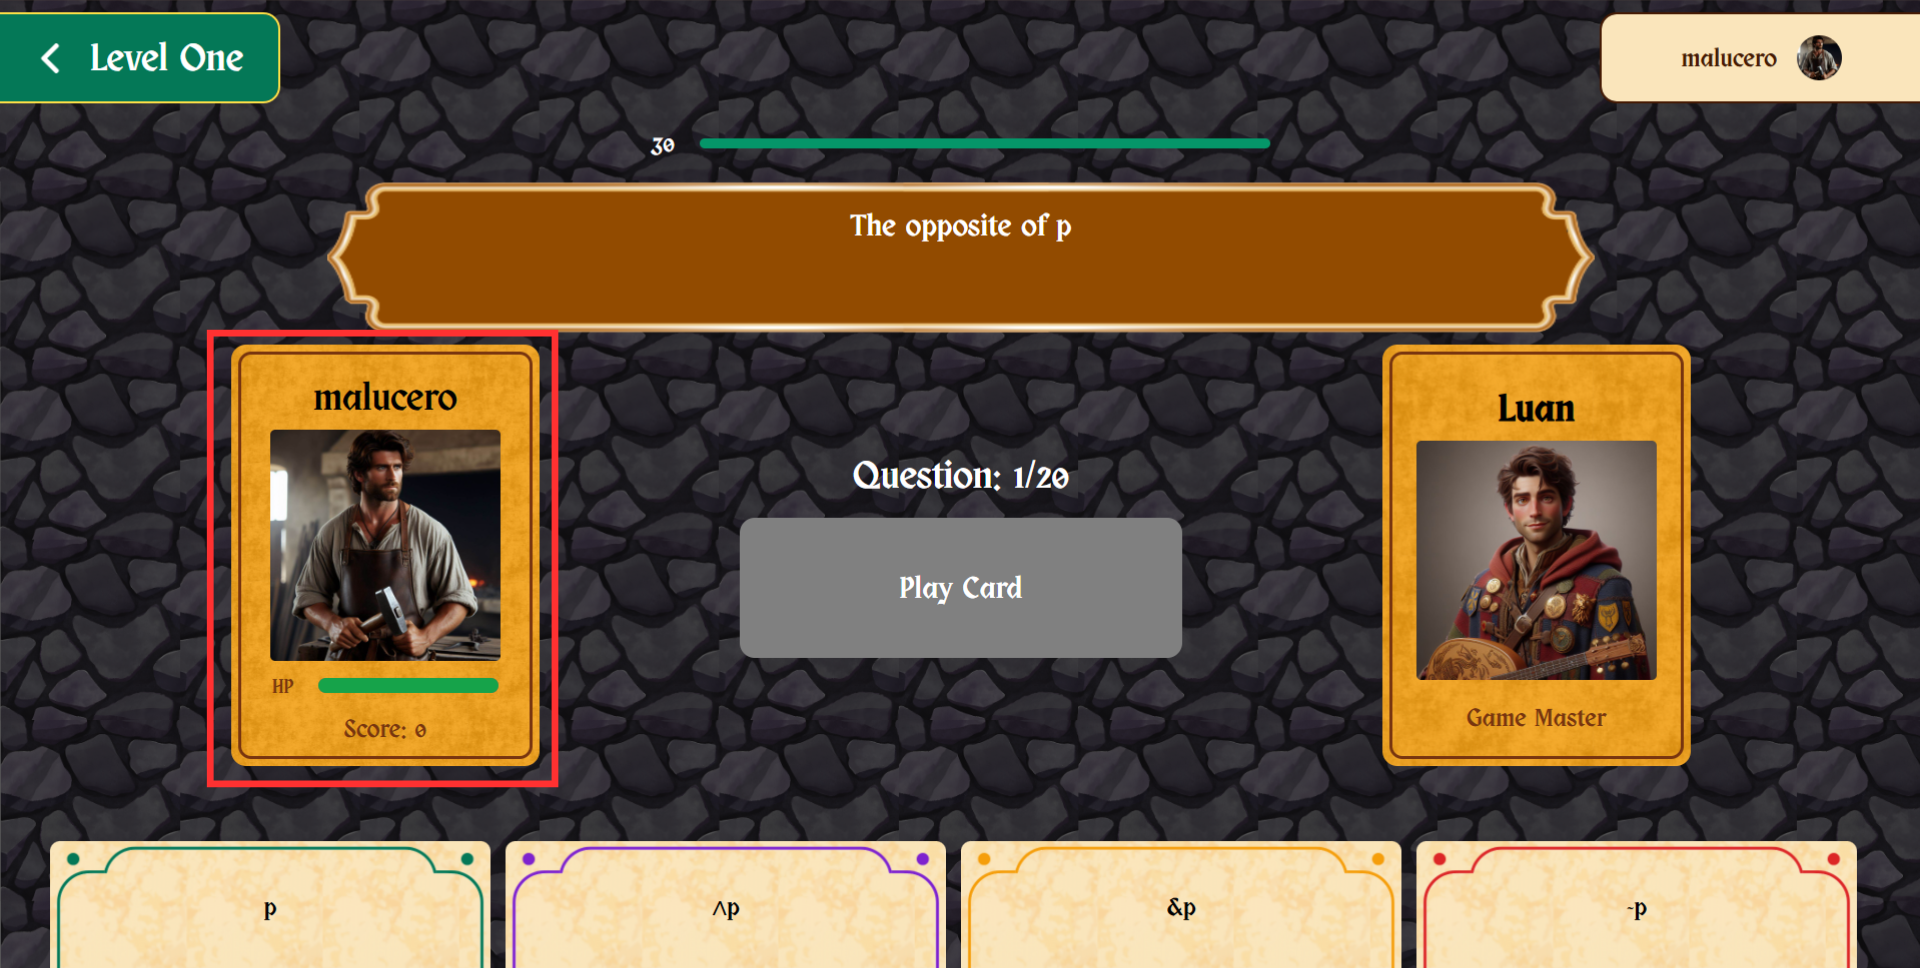 Level One
malucero
30
The opposite of p
malucero
HP
Score: 0
Question: 1/20
Play Card
Luan
Game Master
p
^p
&p
~p